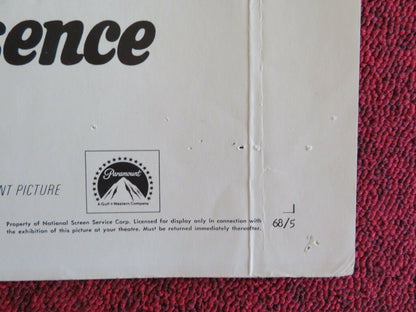 sence
NT PICTURE
Paramount
A Gulf+Western Company
Property of National Screen Service Corp. Licensed for display only in connection with
the exhibition of this picture at your theatre. Must be returned immediately thereafter.
68/5